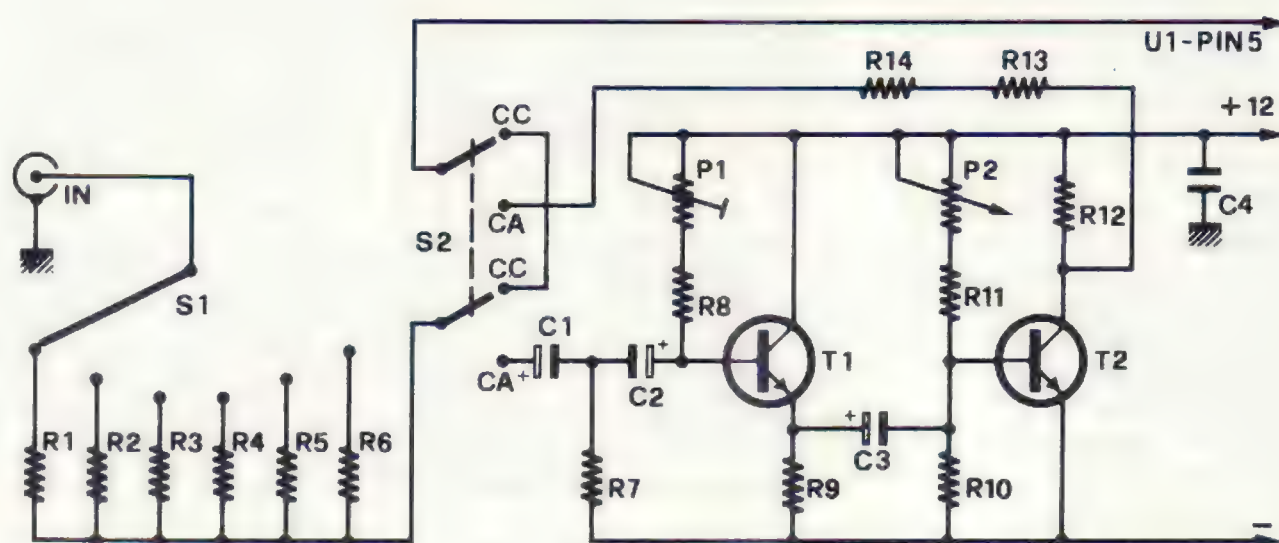 U1-PIN5
R14
R13
+12
CC
IN
P1
P2
CA
R12
C4
S2
CC
S1
R8
R11
C1
T1
T2
CA
+
C2
+
+
C3
R1
R2
R3
R4
R5
R6
R7
R9
R10
−